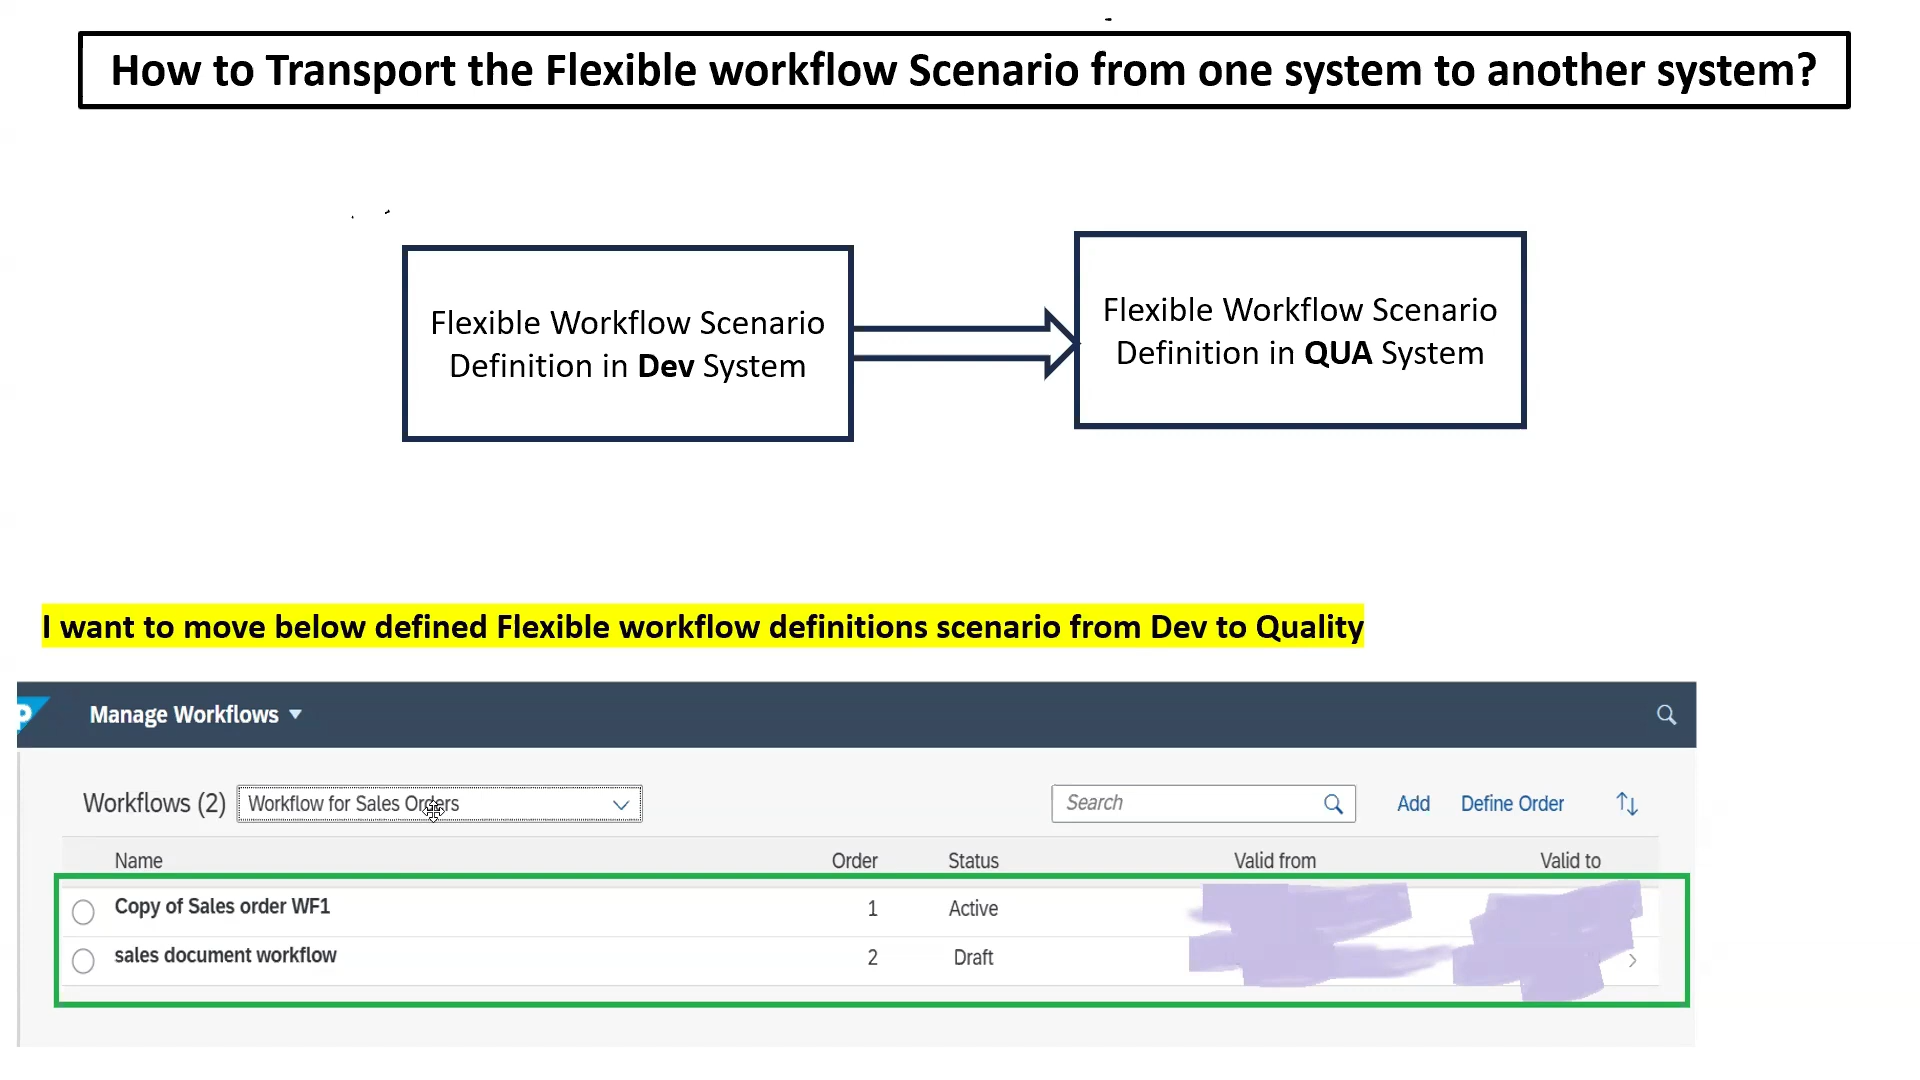 How to Transport the Flexible workflow Scenario from one system to another system?
Flexible Workflow Scenario
Definition in Dev System
Flexible Workflow Scenario
Definition in QUA System
I want to move below defined Flexible workflow definitions scenario from Dev to Quality
P Manage Workflows
Workflows (2) Workflow for Sales Orders Search Add Define Order
Name Order Status Valid from Valid to
Copy of Sales order WF1 1 Active
sales document workflow 2 Draft